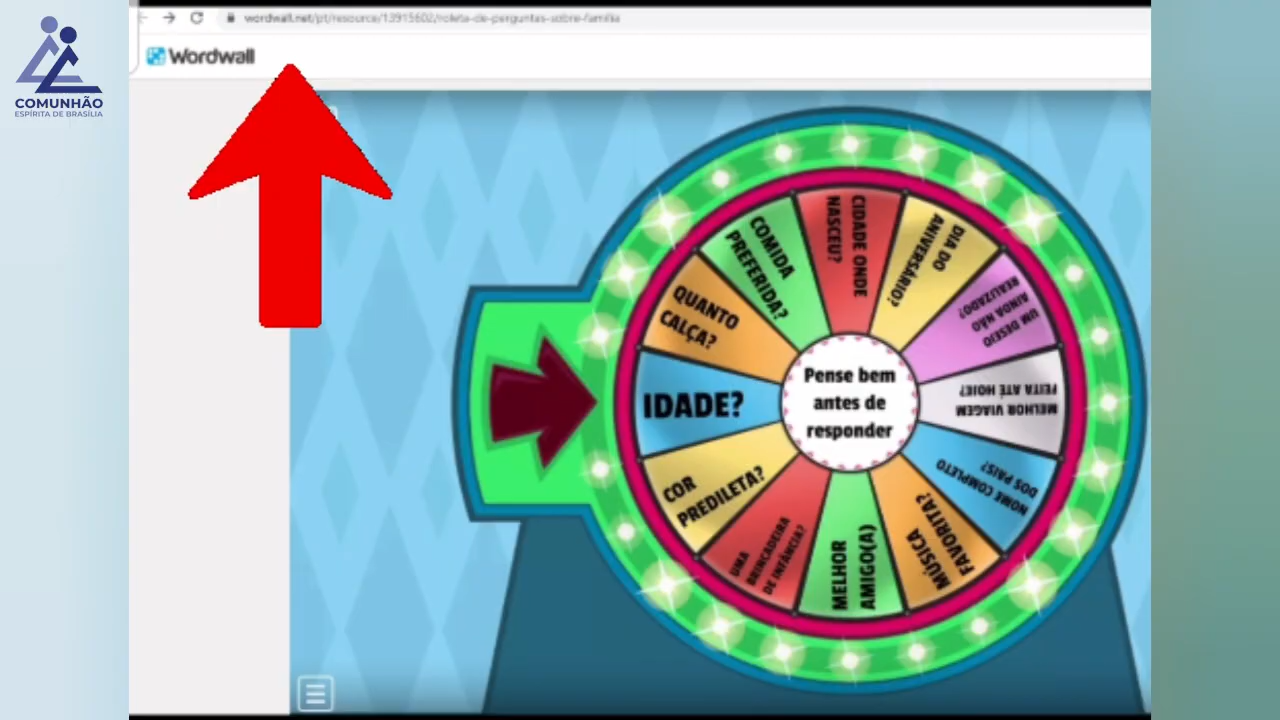 wordwall.net/pt/resource/13915602/roleta-de-perguntas-sobre-família
Wordwall
COMUNHÃO
ESPÍRITA DE BRASÍLIA
CIDADE ONDE
NASCEU?
DIA DO
ANIVERSÁRIO?
UM DESEJO
AINDA NÃO
REALIZADO?
MELHOR VIAGEM
FEITA ATÉ HOJE?
NOME COMPLETO
DOS PAIS?
MÚSICA
FAVORITA?
MELHOR
AMIGO(A)
UMA
BRINCADEIRA
DE INFÂNCIA?
COR
PREDILETA?
IDADE?
QUANTO
CALÇA?
COMIDA
PREFERIDA?
Pense bem
antes de
responder